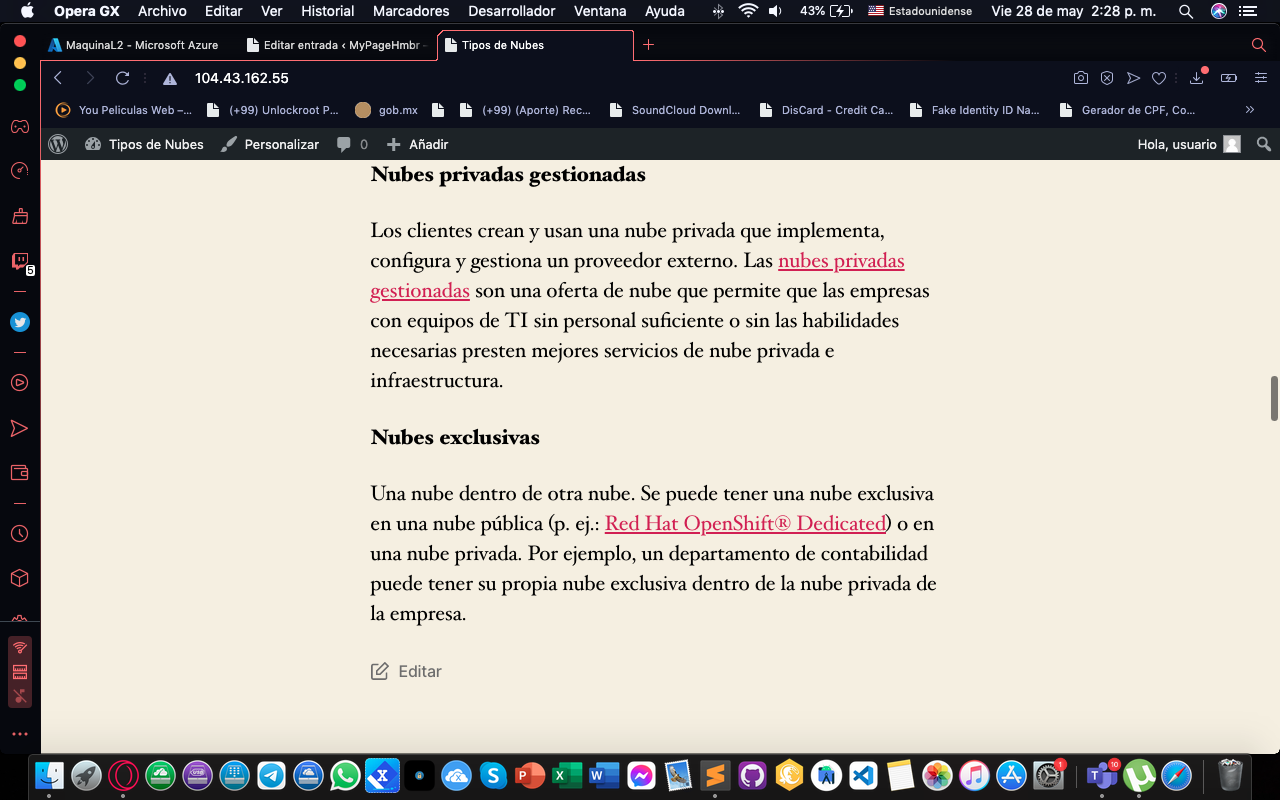 Opera GX Archivo Editar Ver Historial Marcadores Desarrollador Ventana Ayuda 43% Estadounidense Vie 28 de may 2:28 p. m.
MaquinaL2 - Microsoft Azure Editar entrada ‹ MyPageHmbr - Tipos de Nubes
104.43.162.55
You Peliculas Web –... (+99) Unlockroot P... gob.mx (+99) (Aporte) Rec... SoundCloud Downl... DisCard - Credit Ca... Fake Identity ID Na... Gerador de CPF, Co... »
Tipos de Nubes Personalizar 0 Añadir Hola, usuario
Nubes privadas gestionadas
Los clientes crean y usan una nube privada que implementa,
configura y gestiona un proveedor externo. Las nubes privadas
gestionadas son una oferta de nube que permite que las empresas
con equipos de TI sin personal suficiente o sin las habilidades
necesarias presten mejores servicios de nube privada e
infraestructura.
Nubes exclusivas
Una nube dentro de otra nube. Se puede tener una nube exclusiva
en una nube pública (p. ej.: Red Hat OpenShift® Dedicated) o en
una nube privada. Por ejemplo, un departamento de contabilidad
puede tener su propia nube exclusiva dentro de la nube privada de
la empresa.
Editar
5
1
10